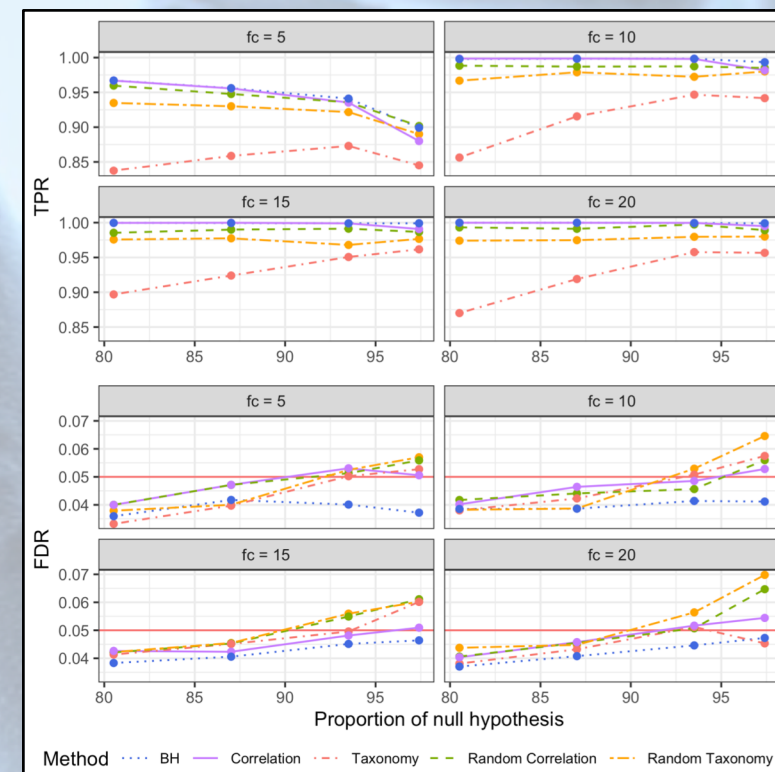 fc = 5 fc = 10
1.00
0.95
0.90
0.85
TPR
fc = 15 fc = 20
1.00
0.95
0.90
0.85
80 85 90 95 80 85 90 95
fc = 5 fc = 10
0.07
0.06
0.05
0.04
FDR
fc = 15 fc = 20
0.07
0.06
0.05
0.04
80 85 90 95 80 85 90 95
Proportion of null hypothesis
Method BH Correlation Taxonomy Random Correlation Random Taxonomy